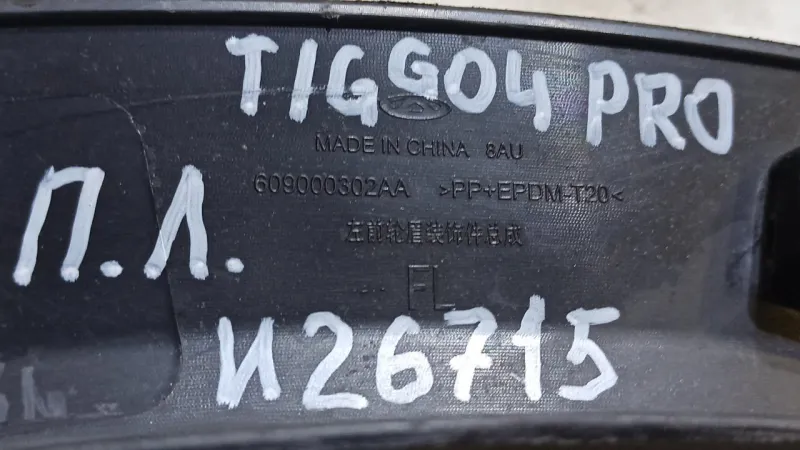 TIGGO4 PRO
MADE IN CHINA 8AU
609000302AA >PP+EPDM-T20<
左前轮眉装饰件总成
П.Л.
FL
И26715